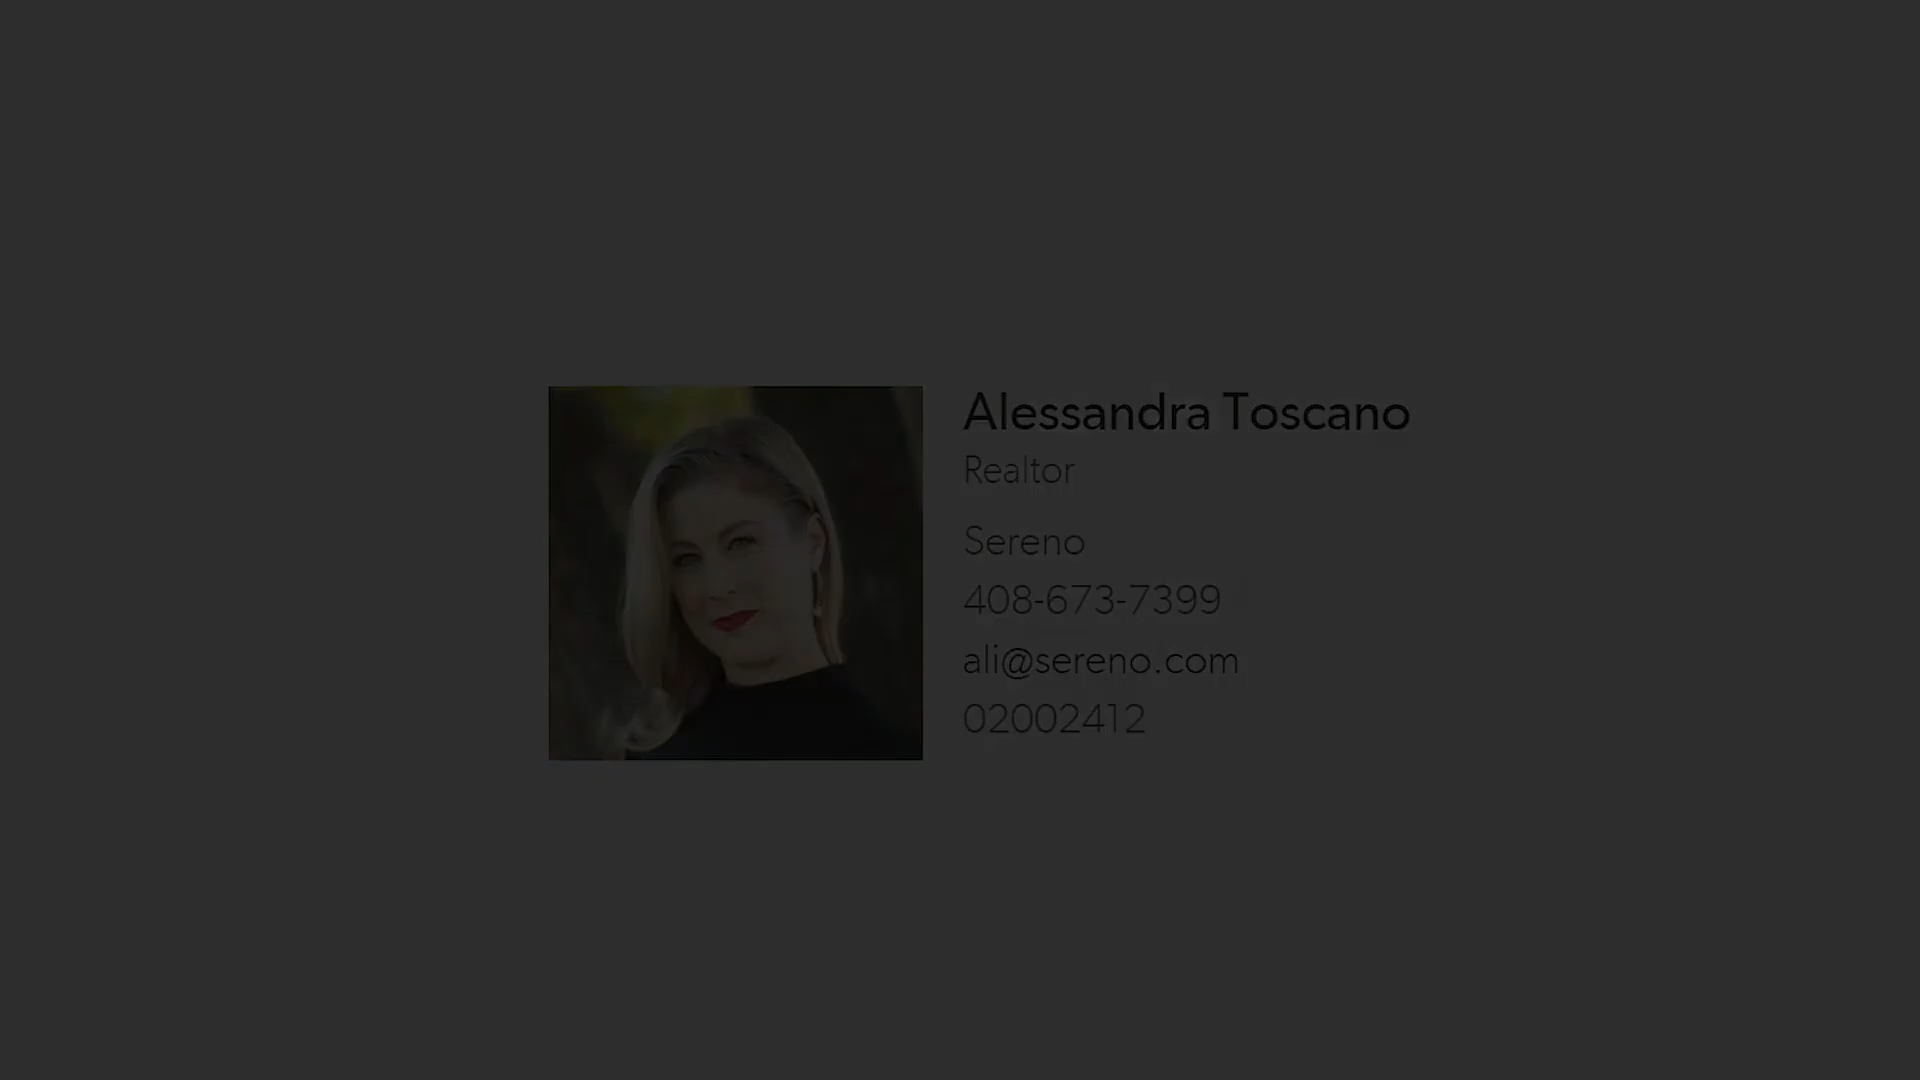 Alessandra Toscano
Realtor
Sereno
408-673-7399
ali@sereno.com
02002412